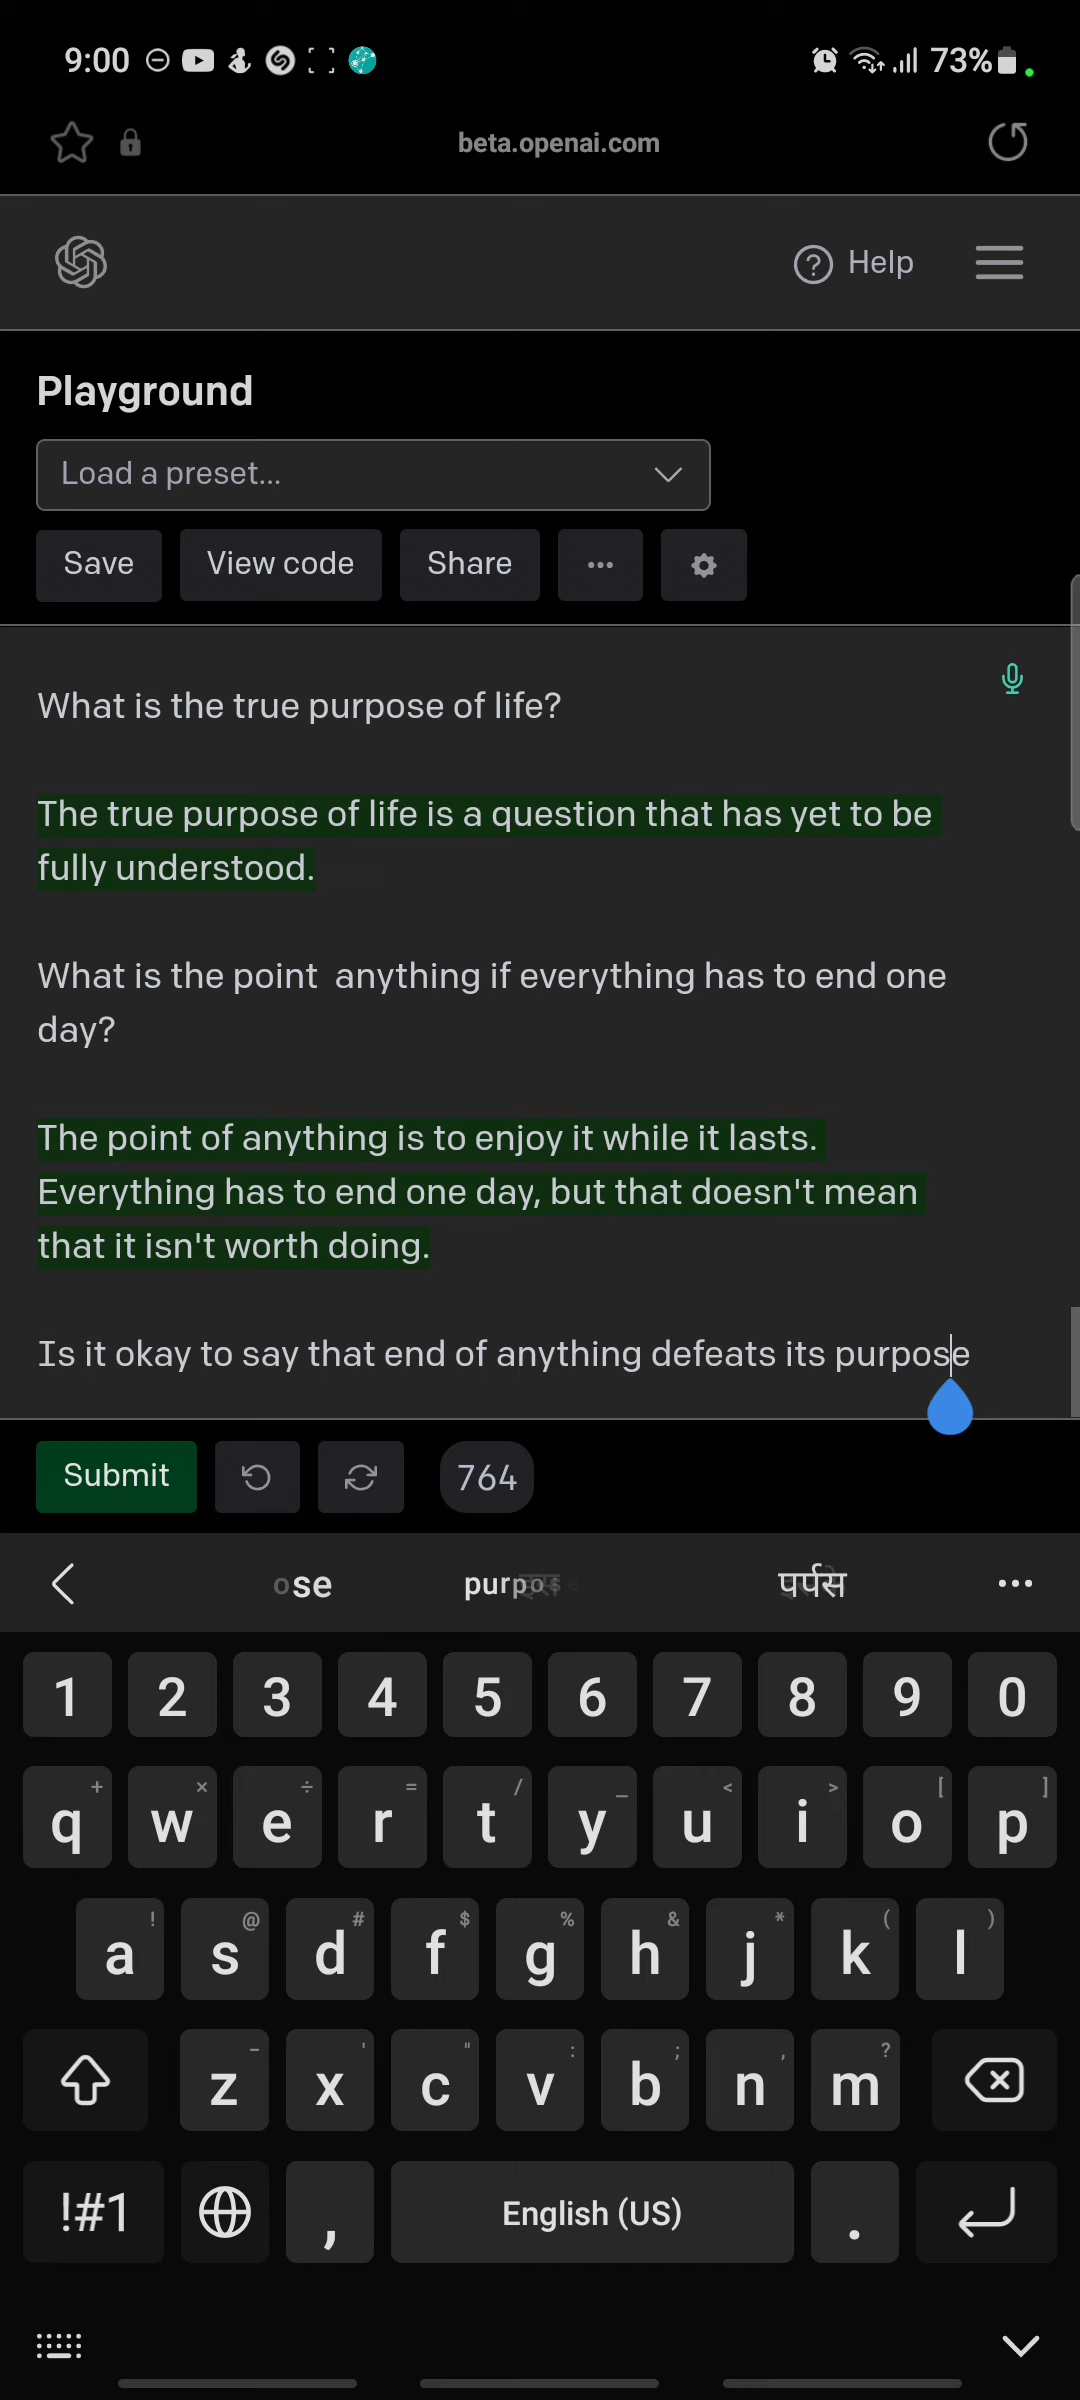 9:00
73%
beta.openai.com
Help
Playground
Load a preset...
Save View code Share
What is the true purpose of life?
The true purpose of life is a question that has yet to be
fully understood.
What is the point  anything if everything has to end one
day?
The point of anything is to enjoy it while it lasts.
Everything has to end one day, but that doesn't mean
that it isn't worth doing.
Is it okay to say that end of anything defeats its purpose
Submit 764
ose purpose पर्पस
1 2 3 4 5 6 7 8 9 0
+ × ÷ = / _ < > [ ]
q w e r t y u i o p
! @ # $ % & * ( )
a s d f g h j k l
- ' " : ; , ?
z x c v b n m
!#1 , English (US) .